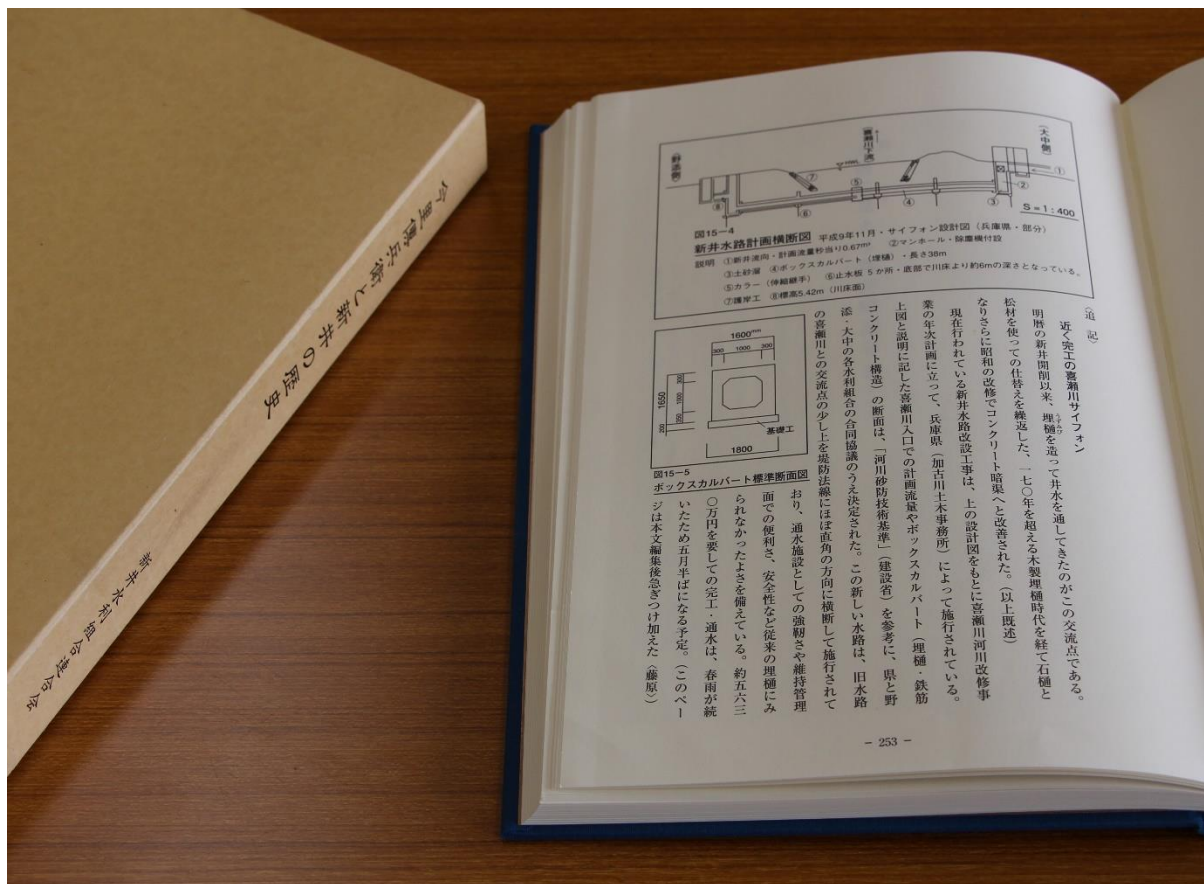 今里傳兵衛と新井の歴史
新井水利組合連合会
(大中側)
(喜瀬川下流)
(野添側)
HWL
①
②
③
④
⑤
⑥
⑦
⑧
S=1:400
図15-4
新井水路計画横断図 平成9年11月・サイフォン設計図(兵庫県・部分)
説明 ①新井流向・計画流量秒当り0.67m³ ②マンホール・除塵機付設
③土砂溜 ④ボックスカルバート(埋樋)・長さ38m
⑤カラー(伸縮継手) ⑥止水板 5か所・底部で川床より約6mの深さとなっている。
⑦護岸工 ⑧標高5.42m(川床面)
〈追記〉
近く完工の喜瀬川サイフォン
明暦の新井開削以来、埋樋を造って井水を通してきたのがこの交流点である。
うずみひ
松材を使っての仕替えを繰返した、一七〇年を超える木製埋樋時代を経て石樋と
なりさらに昭和の改修でコンクリート暗渠へと改善された。(以上既述)
現在行われている新井水路改設工事は、上の設計図をもとに喜瀬川河川改修事
業の年次計画に立って、兵庫県(加古川土木事務所)によって施行されている。
上図と説明に記した喜瀬川入口での計画流量やボックスカルバート(埋樋・鉄筋
コンクリート構造)の断面は、「河川砂防技術基準」(建設省)を参考に、県と野
添・大中の各水利組合の合同協議のうえ決定された。この新しい水路は、旧水路
の喜瀬川との交流点の少し上を堤防法線にほぼ直角の方向に横断して施行されて
おり、通水施設としての強靱さや維持管理
面での便利さ、安全性など従来の埋樋にみ
られなかったよさを備えている。約五六三
〇万円を要しての完工・通水は、春雨が続
いたため五月半ばになる予定。(このペー
ジは本文編集後急ぎつけ加えた〈藤原〉)
1600mm
300 1000 300
1650
300
1000
250
200
基礎工
1800
図15-5
ボックスカルバート標準断面図
- 253 -